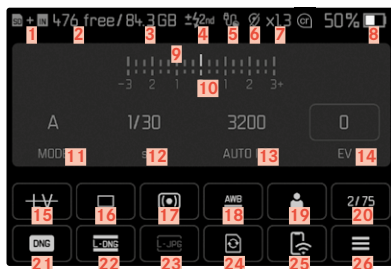 SD + IN 476 free/ 84.3GB 2nd x1.3 50%
1 2 3 4 5 6 7 8
9
10
-3 2 1 1 2 3+
A 1/30 3200 0
MODE s AUTO EV
11 12 13 14
AWB 2/75
15 16 17 18 19 20
DNG L-DNG L-JPG
21 22 23 24 25 26